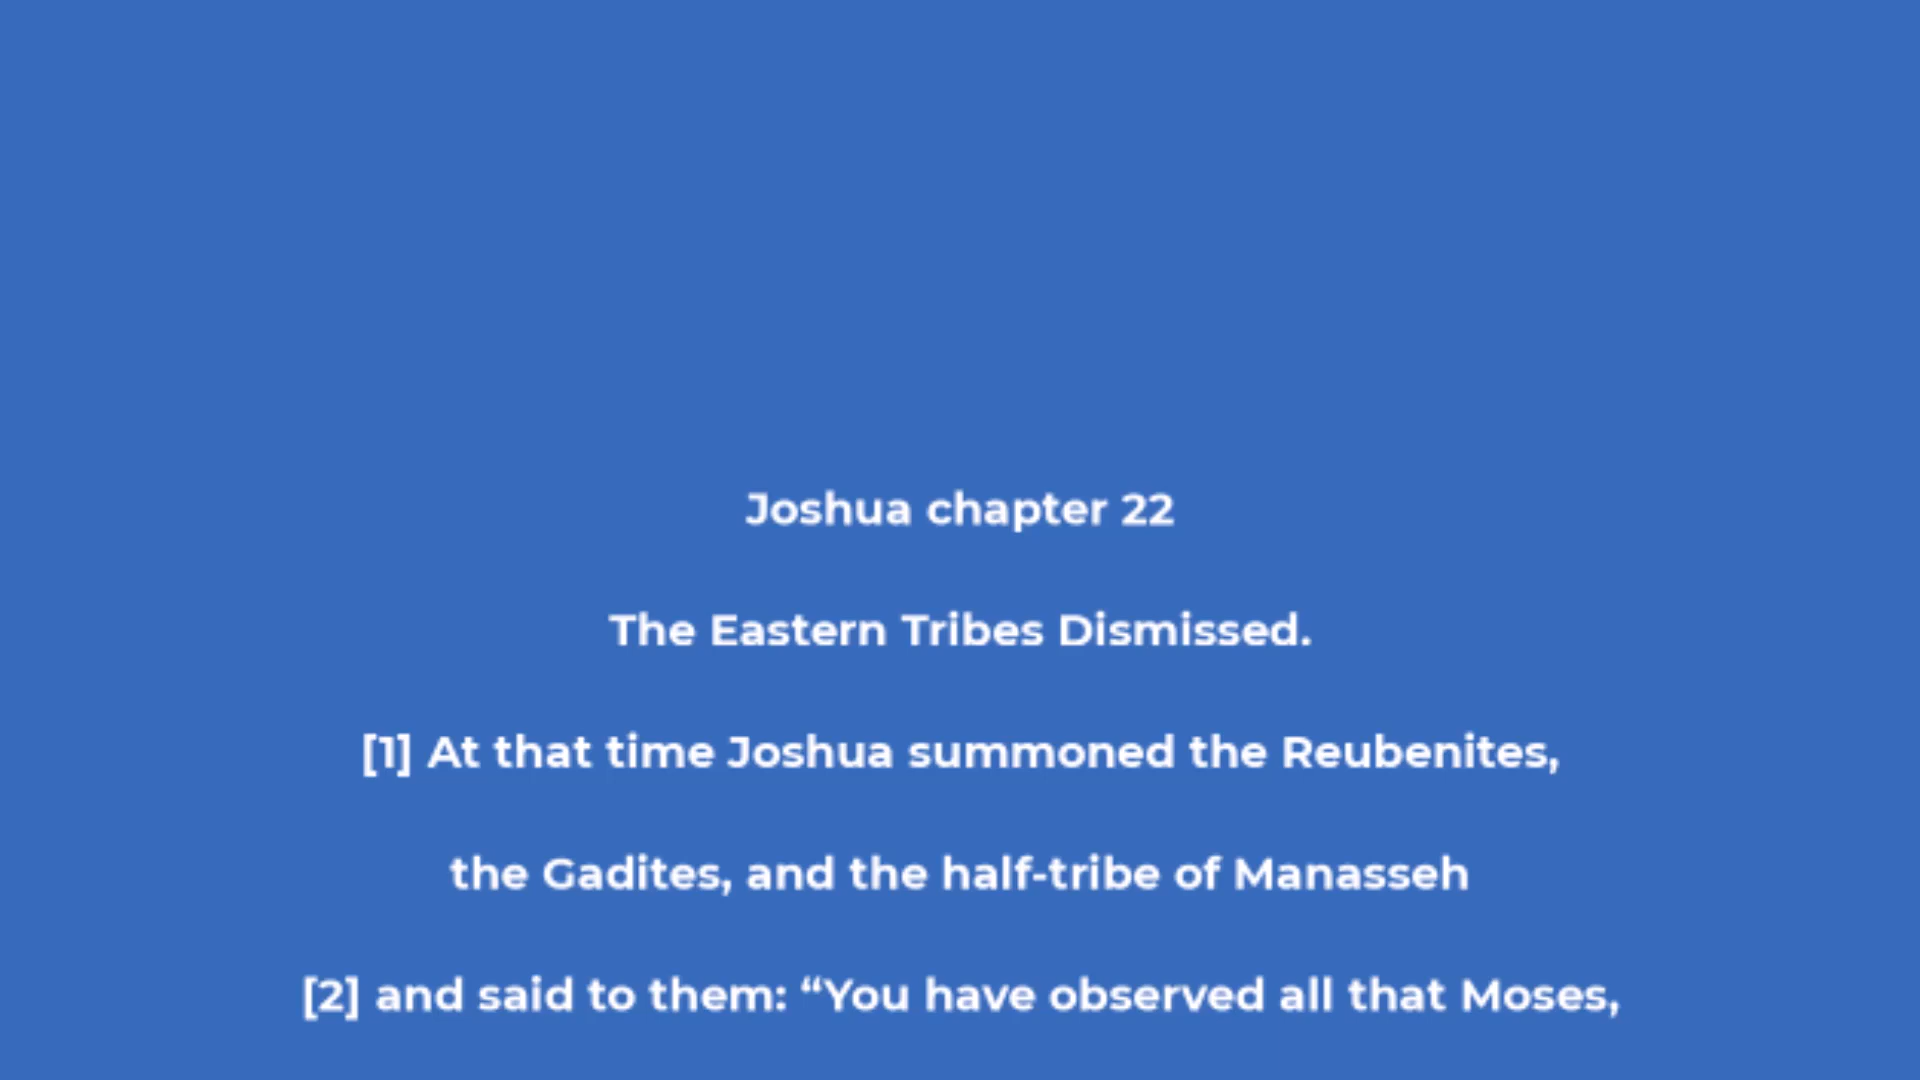 Joshua chapter 22
The Eastern Tribes Dismissed.
[1] At that time Joshua summoned the Reubenites,
the Gadites, and the half-tribe of Manasseh
[2] and said to them: “You have observed all that Moses,